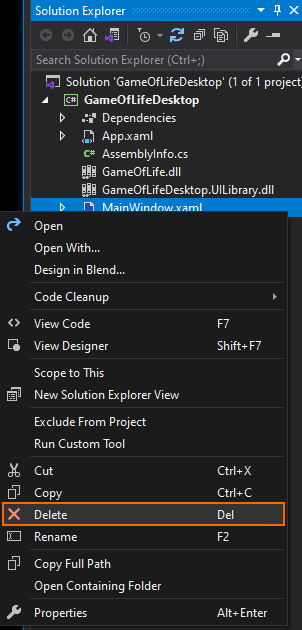 Solution Explorer
Search Solution Explorer (Ctrl+;)
Solution 'GameOfLifeDesktop' (1 of 1 project)
C#
GameOfLifeDesktop
Dependencies
App.xaml
C# AssemblyInfo.cs
GameOfLife.dll
GameOfLifeDesktop.UILibrary.dll
MainWindow.xaml
Open
Open With...
Design in Blend...
Code Cleanup
View Code F7
View Designer Shift+F7
Scope to This
New Solution Explorer View
Exclude From Project
Run Custom Tool
Cut Ctrl+X
Copy Ctrl+C
Delete Del
Rename F2
Copy Full Path
Open Containing Folder
Properties Alt+Enter